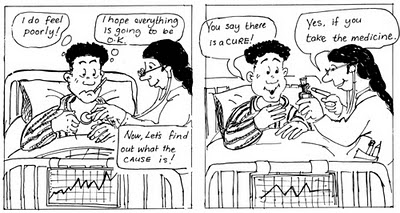 I do feel
poorly!
I hope everything
is going to be
O.K.
Now, Lets find
out what the
CAUSE is!
You say there
is a CURE!
Yes, if you
take the medicine.